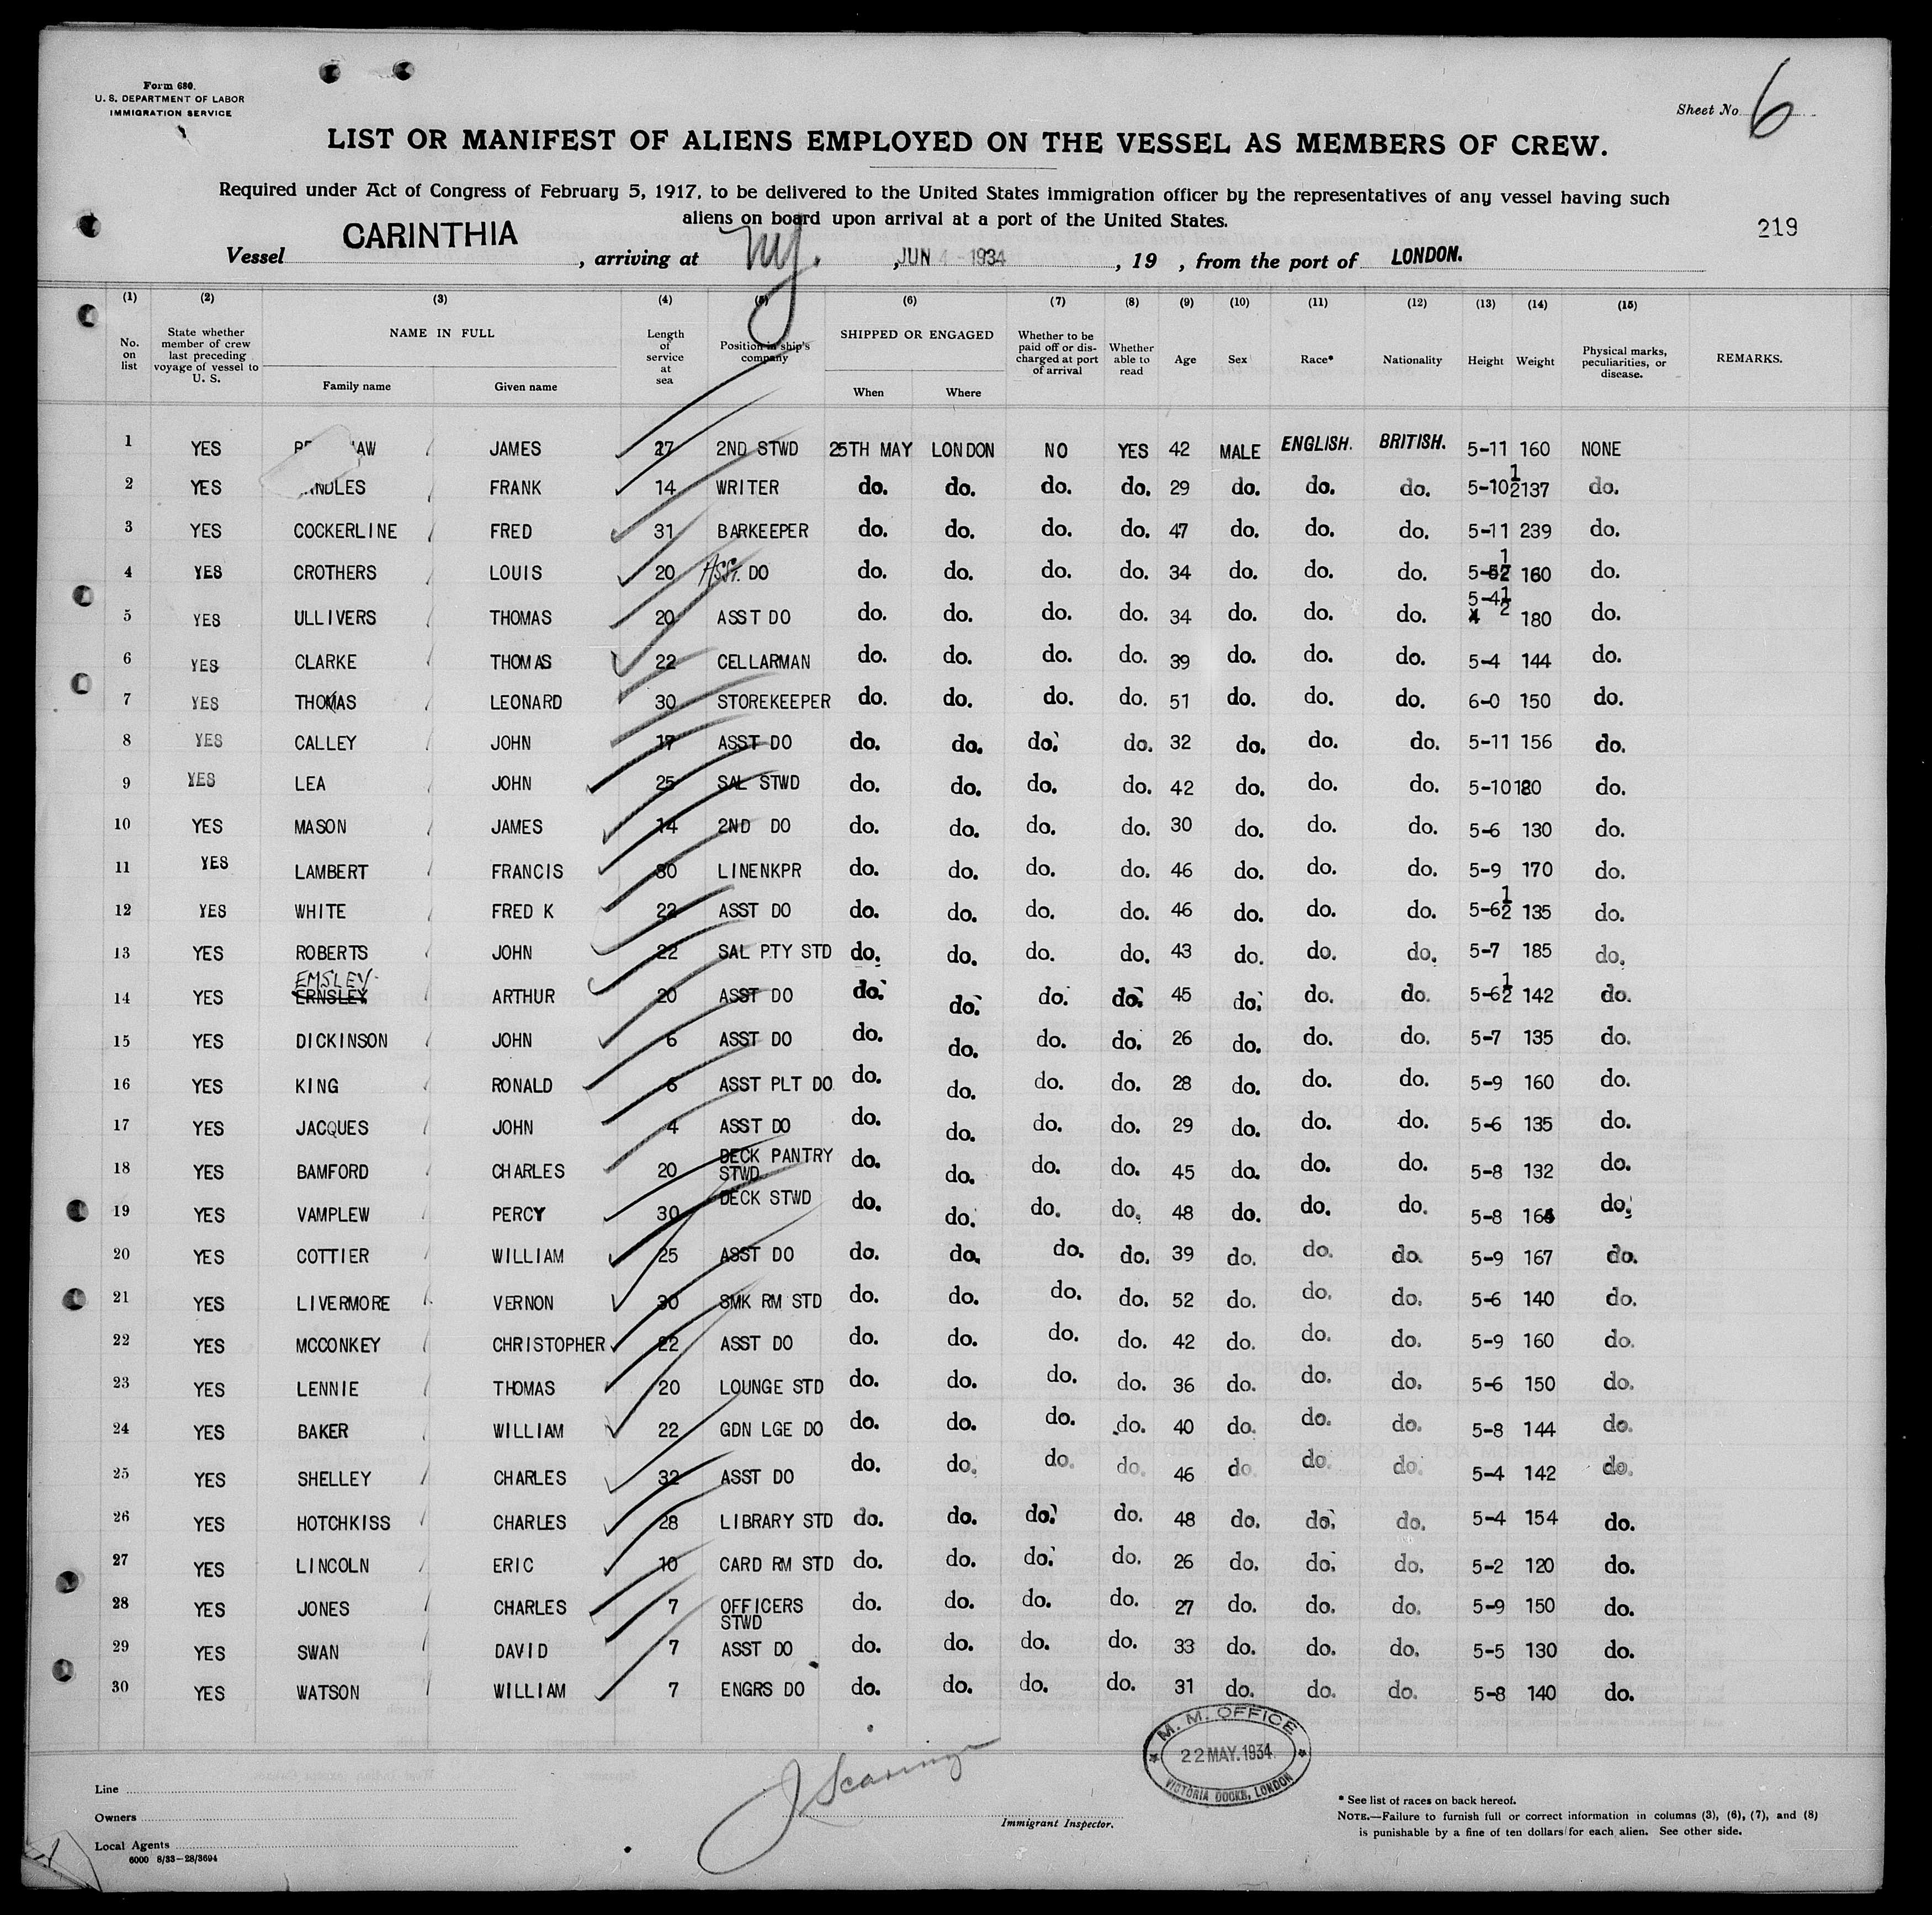 Form 680.
U. S. DEPARTMENT OF LABOR
IMMIGRATION SERVICE
Sheet No. 6
LIST OR MANIFEST OF ALIENS EMPLOYED ON THE VESSEL AS MEMBERS OF CREW.
Required under Act of Congress of February 5, 1917, to be delivered to the United States immigration officer by the representatives of any vessel having such
aliens on board upon arrival at a port of the United States.
219
Vessel CARINTHIA, arriving at NY. , JUN 4 - 1934, 19 , from the port of LONDON.
(1) (2) (3) (4) (5) (6) (7) (8) (9) (10) (11) (12) (13) (14) (15)
No. on list State whether member of crew last preceding voyage of vessel to U. S. NAME IN FULL Family name Given name Length of service at sea Position in ship's company SHIPPED OR ENGAGED When Where Whether to be paid off or discharged at port of arrival Whether able to read Age Sex Race* Nationality Height Weight Physical marks, peculiarities, or disease. REMARKS.
1 YES JAMES 27 2ND STWD 25TH MAY LONDON NO YES 42 MALE ENGLISH. BRITISH. 5-11 160 NONE
2 YES FRANK 14 WRITER do. do. do. do. 29 do. do. do. 5-10 1/2 137 do.
3 YES COCKERLINE FRED 31 BARKEEPER do. do. do. do. 47 do. do. do. 5-11 239 do.
4 YES CROTHERS LOUIS 20 Asst. DO do. do. do. do. 34 do. do. do. 5-5 1/2 160 do.
5 YES ULLIVERS THOMAS 20 ASST DO do. do. do. do. 34 do. do. do. 5-4 1/2 180 do.
6 YES CLARKE THOMAS 22 CELLARMAN do. do. do. do. 39 do. do. do. 5-4 144 do.
7 YES THOMAS LEONARD 30 STOREKEEPER do. do. do. do. 51 do. do. do. 6-0 150 do.
8 YES CALLEY JOHN 17 ASST DO do. do. do. do. 32 do. do. do. 5-11 156 do.
9 YES LEA JOHN 25 SAL STWD do. do. do. do. 42 do. do. do. 5-10 180 do.
10 YES MASON JAMES 14 2ND DO do. do. do. do. 30 do. do. do. 5-6 130 do.
11 YES LAMBERT FRANCIS 30 LINENKPR do. do. do. do. 46 do. do. do. 5-9 170 do.
12 YES WHITE FRED K 22 ASST DO do. do. do. do. 46 do. do. do. 5-6 1/2 135 do.
13 YES ROBERTS JOHN 22 SAL PTY STD do. do. do. do. 43 do. do. do. 5-7 185 do.
EMSLEY
14 YES ERNSLEY ARTHUR 20 ASST DO do. do. do. do. 45 do. do. do. 5-6 1/2 142 do.
15 YES DICKINSON JOHN 6 ASST DO do. do. do. do. 26 do. do. do. 5-7 135 do.
16 YES KING RONALD 6 ASST PLT DO do. do. do. do. 28 do. do. do. 5-9 160 do.
17 YES JACQUES JOHN 4 ASST DO do. do. do. do. 29 do. do. do. 5-6 135 do.
18 YES BAMFORD CHARLES 20 DECK PANTRY STWD do. do. do. do. 45 do. do. do. 5-8 132 do.
19 YES VAMPLEW PERCY 30 DECK STWD do. do. do. do. 48 do. do. do. 5-8 do.
20 YES COTTIER WILLIAM 25 ASST DO do. do. do. do. 39 do. do. do. 5-9 167 do.
21 YES LIVERMORE VERNON 30 SMK RM STD do. do. do. do. 52 do. do. do. 5-6 140 do.
22 YES MCCONKEY CHRISTOPHER 22 ASST DO do. do. do. do. 42 do. do. do. 5-9 160 do.
23 YES LENNIE THOMAS 20 LOUNGE STD do. do. do. do. 36 do. do. do. 5-6 150 do.
24 YES BAKER WILLIAM 22 GDN LGE DO do. do. do. do. 40 do. do. do. 5-8 144 do.
25 YES SHELLEY CHARLES 32 ASST DO do. do. do. do. 46 do. do. do. 5-4 142 do.
26 YES HOTCHKISS CHARLES 28 LIBRARY STD do. do. do. do. 48 do. do. do. 5-4 154 do.
27 YES LINCOLN ERIC 10 CARD RM STD do. do. do. do. 26 do. do. do. 5-2 120 do.
28 YES JONES CHARLES 7 OFFICERS STWD do. do. do. do. 27 do. do. do. 5-9 150 do.
29 YES SWAN DAVID 7 ASST DO do. do. do. do. 33 do. do. do. 5-5 130 do.
30 YES WATSON WILLIAM 7 ENGRS DO do. do. do. do. 31 do. do. do. 5-8 140 do.
M. M. OFFICE
22 MAY. 1934
VICTORIA DOCKS, LONDON
Line
Owners
Local Agents
6000 8/33-28/3694
Immigrant Inspector.
* See list of races on back hereof.
NOTE.—Failure to furnish full or correct information in columns (3), (6), (7), and (8)
is punishable by a fine of ten dollars for each alien. See other side.